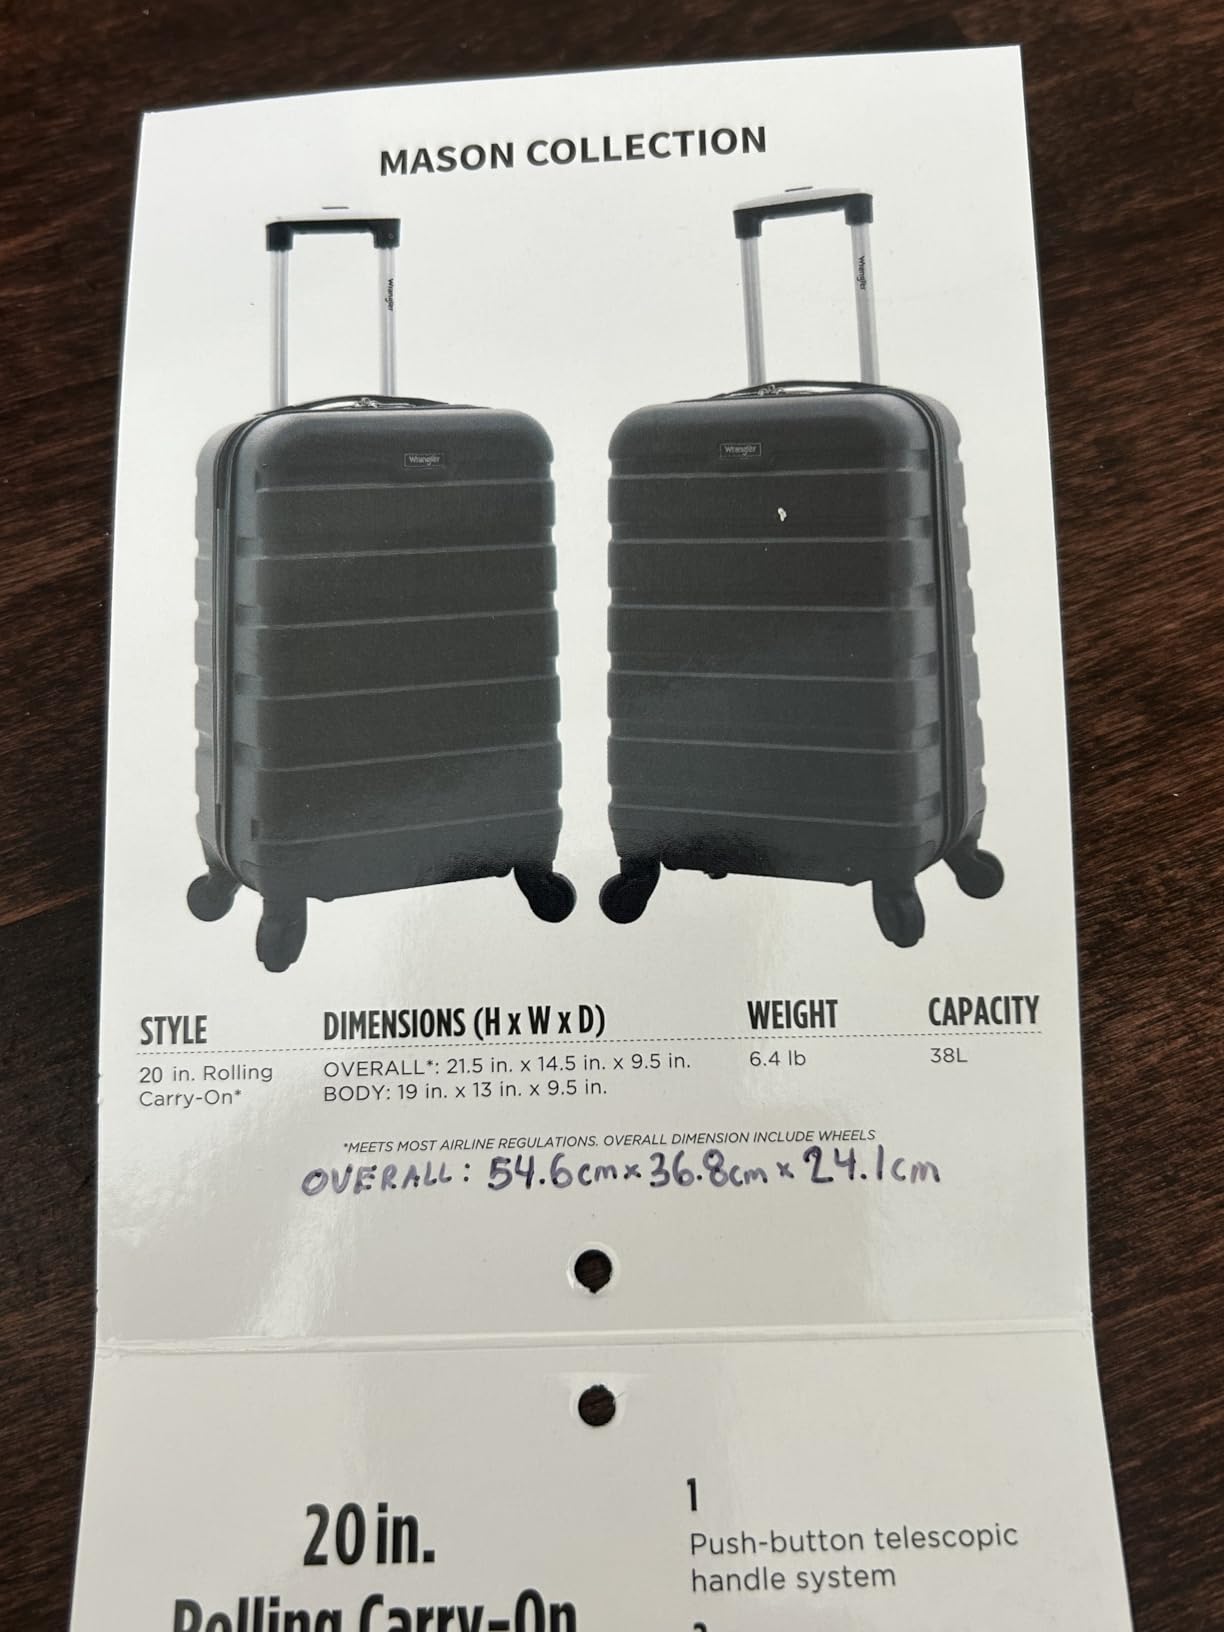 MASON COLLECTION
Wrangler
Wrangler
Wrangler
Wrangler
STYLE DIMENSIONS (H x W x D) WEIGHT CAPACITY
20 in. Rolling Carry-On* OVERALL*: 21.5 in. x 14.5 in. x 9.5 in. 6.4 lb 38L
BODY: 19 in. x 13 in. x 9.5 in.
*MEETS MOST AIRLINE REGULATIONS. OVERALL DIMENSION INCLUDE WHEELS
OVERALL: 54.6cm x 36.8cm x 24.1cm
20 in.
Rolling Carry-On
1
Push-button telescopic
handle system